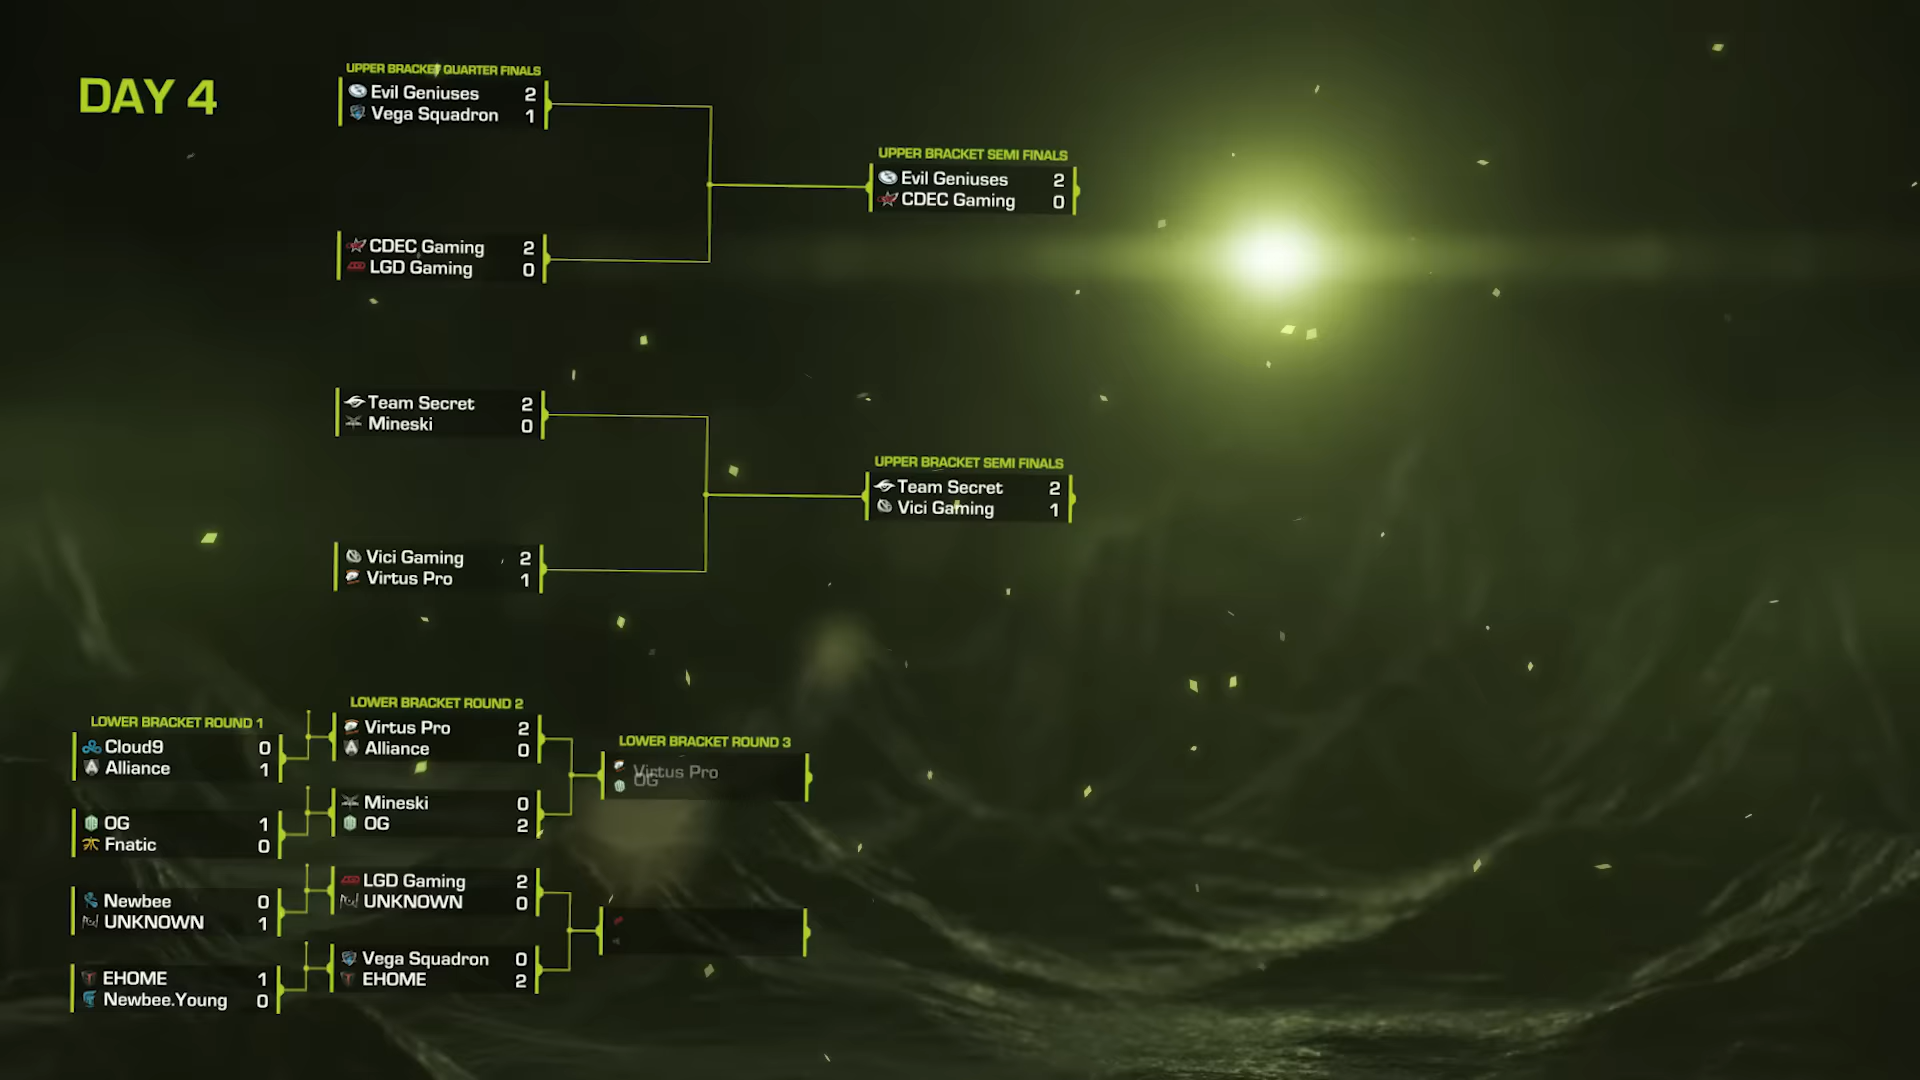 DAY 4
UPPER BRACKET QUARTER FINALS
Evil Geniuses 2
Vega Squadron 1
CDEC Gaming 2
LGD Gaming 0
Team Secret 2
Mineski 0
Vici Gaming 2
Virtus Pro 1
UPPER BRACKET SEMI FINALS
Evil Geniuses 2
CDEC Gaming 0
UPPER BRACKET SEMI FINALS
Team Secret 2
Vici Gaming 1
LOWER BRACKET ROUND 1
Cloud9 0
Alliance 1
OG 1
Fnatic 0
Newbee 0
UNKNOWN 1
EHOME 1
Newbee.Young 0
LOWER BRACKET ROUND 2
Virtus Pro 2
Alliance 0
Mineski 0
OG 2
LGD Gaming 2
UNKNOWN 0
Vega Squadron 0
EHOME 2
LOWER BRACKET ROUND 3
Virtus Pro
OG